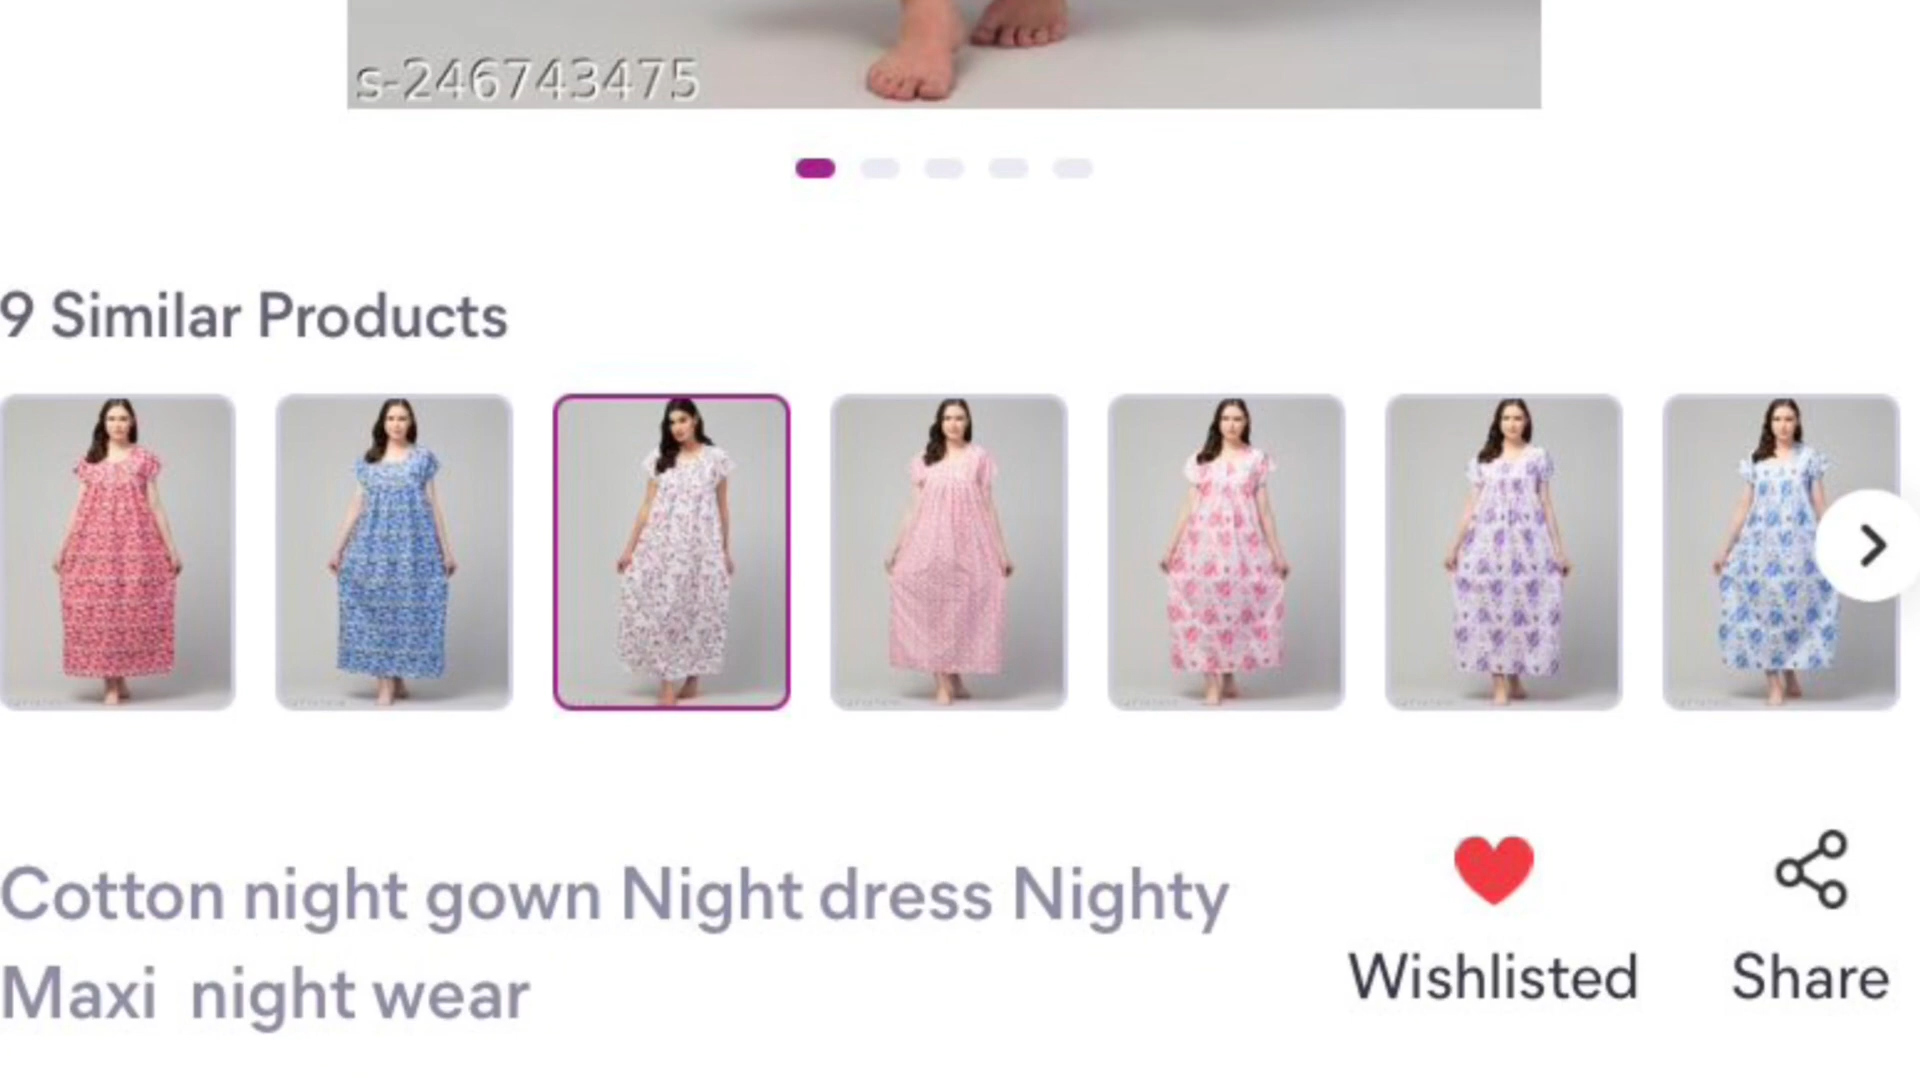 s-246743475
9 Similar Products
Cotton night gown Night dress Nighty
Maxi night wear
Wishlisted
Share